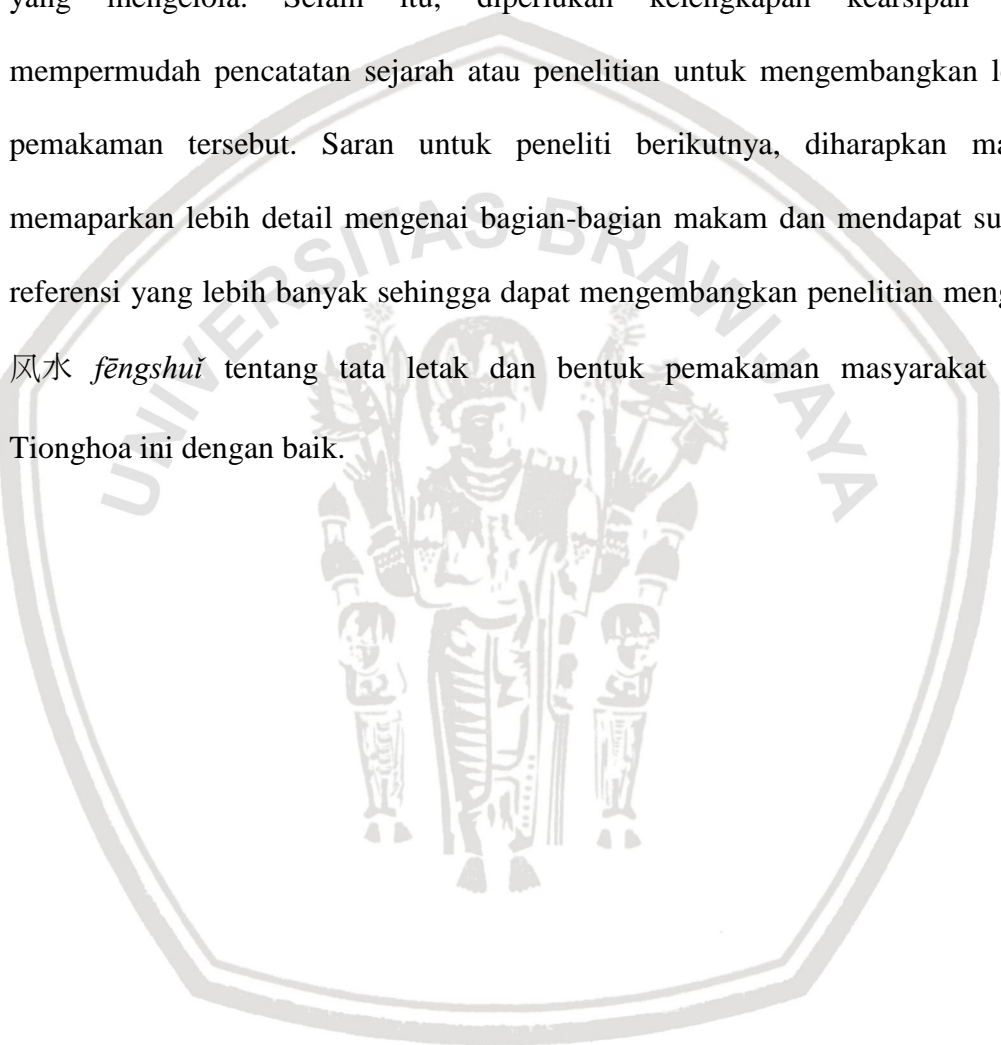 yang mengelola. Selain itu, diperlukan kelengkapan kearsipan
mempermudah pencatatan sejarah atau penelitian untuk mengembangkan
pemakaman tersebut. Saran untuk peneliti berikutnya, diharapkan
memaparkan lebih detail mengenai bagian-bagian makam dan mendapat
referensi yang lebih banyak sehingga dapat mengembangkan penelitian
风水 fēngshuǐ tentang tata letak dan bentuk pemakaman masyarakat
Tionghoa ini dengan baik.
UNIVERSITAS BRAWIJAYA